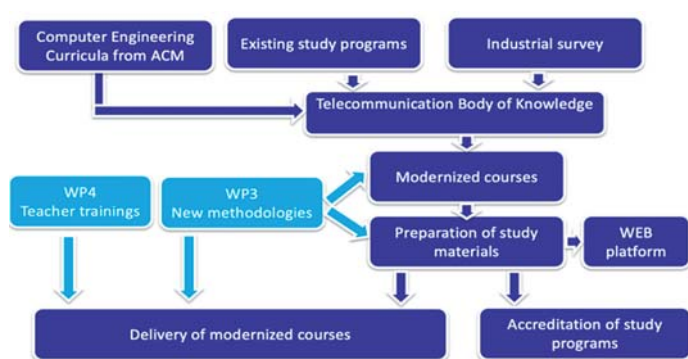 Computer Engineering
Curricula from ACM
Existing study programs
Industrial survey
Telecommunication Body of Knowledge
WP4
Teacher trainings
WP3
New methodologies
Modernized courses
Preparation of study
materials
WEB
platform
Delivery of modernized courses
Accreditation of study
programs